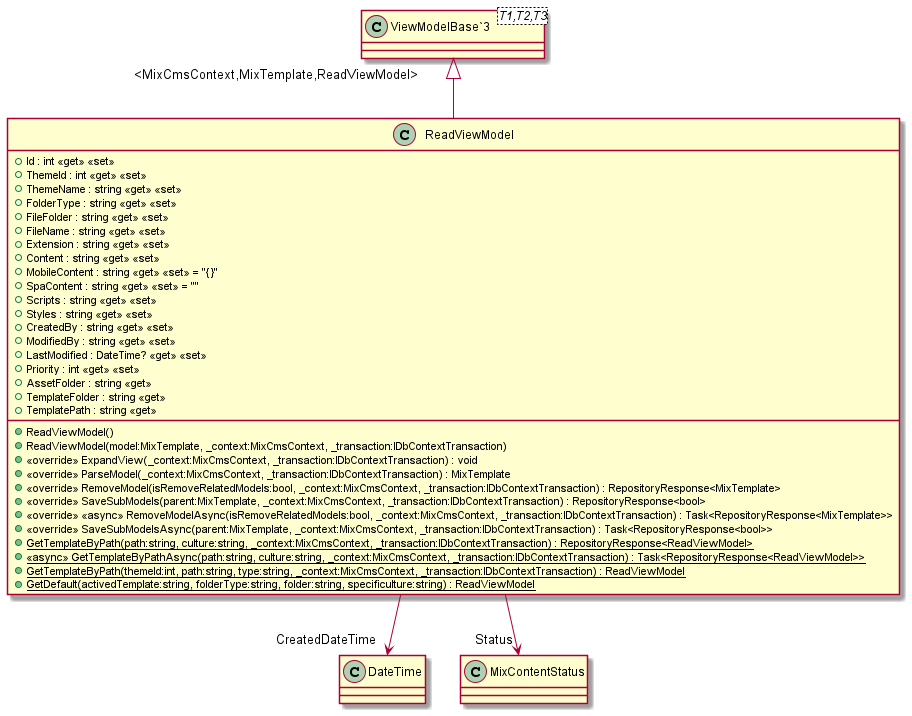 C ViewModelBase`3 T1,T2,T3
<MixCmsContext,MixTemplate,ReadViewModel>
C ReadViewModel
Id : int «get» «set»
ThemeId : int «get» «set»
ThemeName : string «get» «set»
FolderType : string «get» «set»
FileFolder : string «get» «set»
FileName : string «get» «set»
Extension : string «get» «set»
Content : string «get» «set»
MobileContent : string «get» «set» = "{}"
SpaContent : string «get» «set» = ""
Scripts : string «get» «set»
Styles : string «get» «set»
CreatedBy : string «get» «set»
ModifiedBy : string «get» «set»
LastModified : DateTime? «get» «set»
Priority : int «get» «set»
AssetFolder : string «get»
TemplateFolder : string «get»
TemplatePath : string «get»
ReadViewModel()
ReadViewModel(model:MixTemplate, _context:MixCmsContext, _transaction:IDbContextTransaction)
«override» ExpandView(_context:MixCmsContext, _transaction:IDbContextTransaction) : void
«override» ParseModel(_context:MixCmsContext, _transaction:IDbContextTransaction) : MixTemplate
«override» RemoveModel(isRemoveRelatedModels:bool, _context:MixCmsContext, _transaction:IDbContextTransaction) : RepositoryResponse<MixTemplate>
«override» SaveSubModels(parent:MixTemplate, _context:MixCmsContext, _transaction:IDbContextTransaction) : RepositoryResponse<bool>
«override» «async» RemoveModelAsync(isRemoveRelatedModels:bool, _context:MixCmsContext, _transaction:IDbContextTransaction) : Task<RepositoryResponse<MixTemplate>>
«override» SaveSubModelsAsync(parent:MixTemplate, _context:MixCmsContext, _transaction:IDbContextTransaction) : Task<RepositoryResponse<bool>>
GetTemplateByPath(path:string, culture:string, _context:MixCmsContext, _transaction:IDbContextTransaction) : RepositoryResponse<ReadViewModel>
«async» GetTemplateByPathAsync(path:string, culture:string, _context:MixCmsContext, _transaction:IDbContextTransaction) : Task<RepositoryResponse<ReadViewModel>>
GetTemplateByPath(themeId:int, path:string, type:string, _context:MixCmsContext, _transaction:IDbContextTransaction) : ReadViewModel
GetDefault(activedTemplate:string, folderType:string, folder:string, specificulture:string) : ReadViewModel
CreatedDateTime Status
C DateTime C MixContentStatus